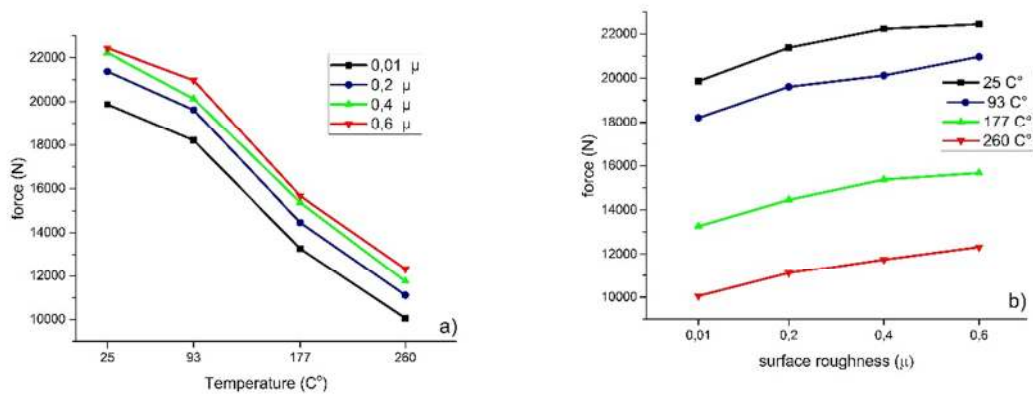 22000
20000
18000
16000
14000
12000
10000
force (N)
0,01 μ
0,2 μ
0,4 μ
0,6 μ
a)
25 93 177 260
Temperature (C°)
22000
20000
18000
16000
14000
12000
10000
force (N)
25 C°
93 C°
177 C°
260 C°
b)
0,01 0,2 0,4 0,6
surface roughness (μ)